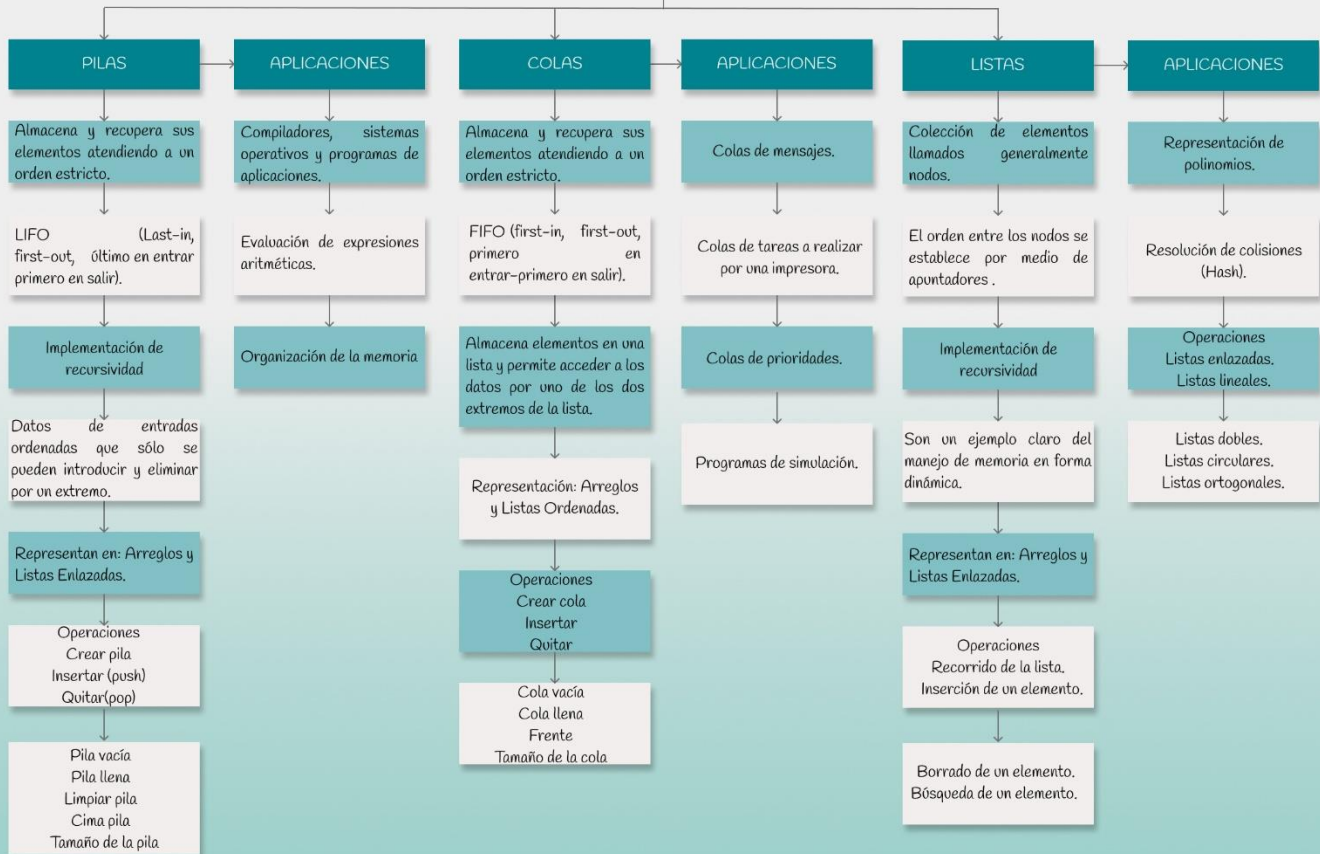 PILAS
Almacena y recupera sus
elementos atendiendo a un
orden estricto.
LIFO (Last-in,
first-out, último en entrar
primero en salir).
Implementación de
recursividad
Datos de entradas
ordenadas que sólo se
pueden introducir y eliminar
por un extremo.
Representan en: Arreglos y
Listas Enlazadas.
Operaciones
Crear pila
Insertar (push)
Quitar(pop)
Pila vacía
Pila llena
Limpiar pila
Cima pila
Tamaño de la pila
APLICACIONES
Compiladores, sistemas
operativos y programas de
aplicaciones.
Evaluación de expresiones
aritméticas.
Organización de la memoria
COLAS
Almacena y recupera sus
elementos atendiendo a un
orden estricto.
FIFO (first-in, first-out,
primero en
entrar-primero en salir).
Almacena elementos en una
lista y permite acceder a los
datos por uno de los dos
extremos de la lista.
Representación: Arreglos
y Listas Ordenadas.
Operaciones
Crear cola
Insertar
Quitar
Cola vacía
Cola llena
Frente
Tamaño de la cola
APLICACIONES
Colas de mensajes.
Colas de tareas a realizar
por una impresora.
Colas de prioridades.
Programas de simulación.
LISTAS
Colección de elementos
llamados generalmente
nodos.
El orden entre los nodos se
establece por medio de
apuntadores .
Implementación de
recursividad
Son un ejemplo claro del
manejo de memoria en forma
dinámica.
Representan en: Arreglos y
Listas Enlazadas.
Operaciones
Recorrido de la lista.
Inserción de un elemento.
Borrado de un elemento.
Búsqueda de un elemento.
APLICACIONES
Representación de
polinomios.
Resolución de colisiones
(Hash).
Operaciones
Listas enlazadas.
Listas lineales.
Listas dobles.
Listas circulares.
Listas ortogonales.